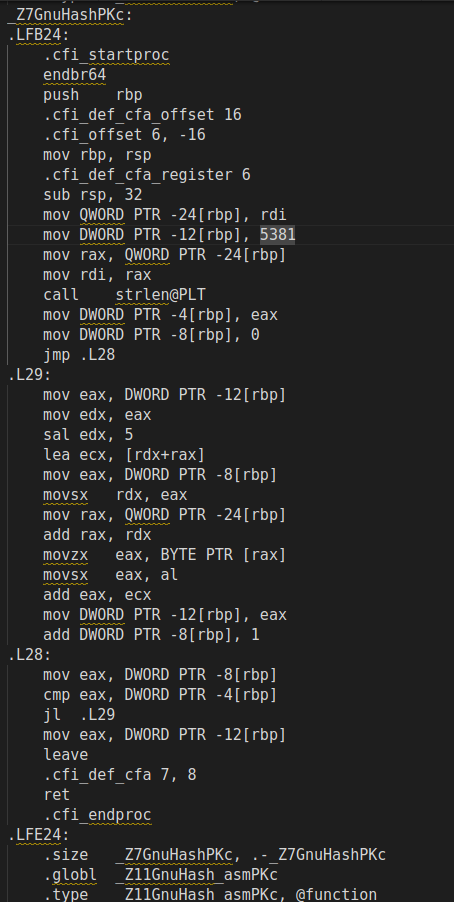 _Z7GnuHashPKc:
.LFB24:
.cfi_startproc
endbr64
push rbp
.cfi_def_cfa_offset 16
.cfi_offset 6, -16
mov rbp, rsp
.cfi_def_cfa_register 6
sub rsp, 32
mov QWORD PTR -24[rbp], rdi
mov DWORD PTR -12[rbp], 5381
mov rax, QWORD PTR -24[rbp]
mov rdi, rax
call strlen@PLT
mov DWORD PTR -4[rbp], eax
mov DWORD PTR -8[rbp], 0
jmp .L28
.L29:
mov eax, DWORD PTR -12[rbp]
mov edx, eax
sal edx, 5
lea ecx, [rdx+rax]
mov eax, DWORD PTR -8[rbp]
movsx rdx, eax
mov rax, QWORD PTR -24[rbp]
add rax, rdx
movzx eax, BYTE PTR [rax]
movsx eax, al
add eax, ecx
mov DWORD PTR -12[rbp], eax
add DWORD PTR -8[rbp], 1
.L28:
mov eax, DWORD PTR -8[rbp]
cmp eax, DWORD PTR -4[rbp]
jl .L29
mov eax, DWORD PTR -12[rbp]
leave
.cfi_def_cfa 7, 8
ret
.cfi_endproc
.LFE24:
.size _Z7GnuHashPKc, .-_Z7GnuHashPKc
.globl _Z11GnuHash_asmPKc
.type _Z11GnuHash_asmPKc, @function